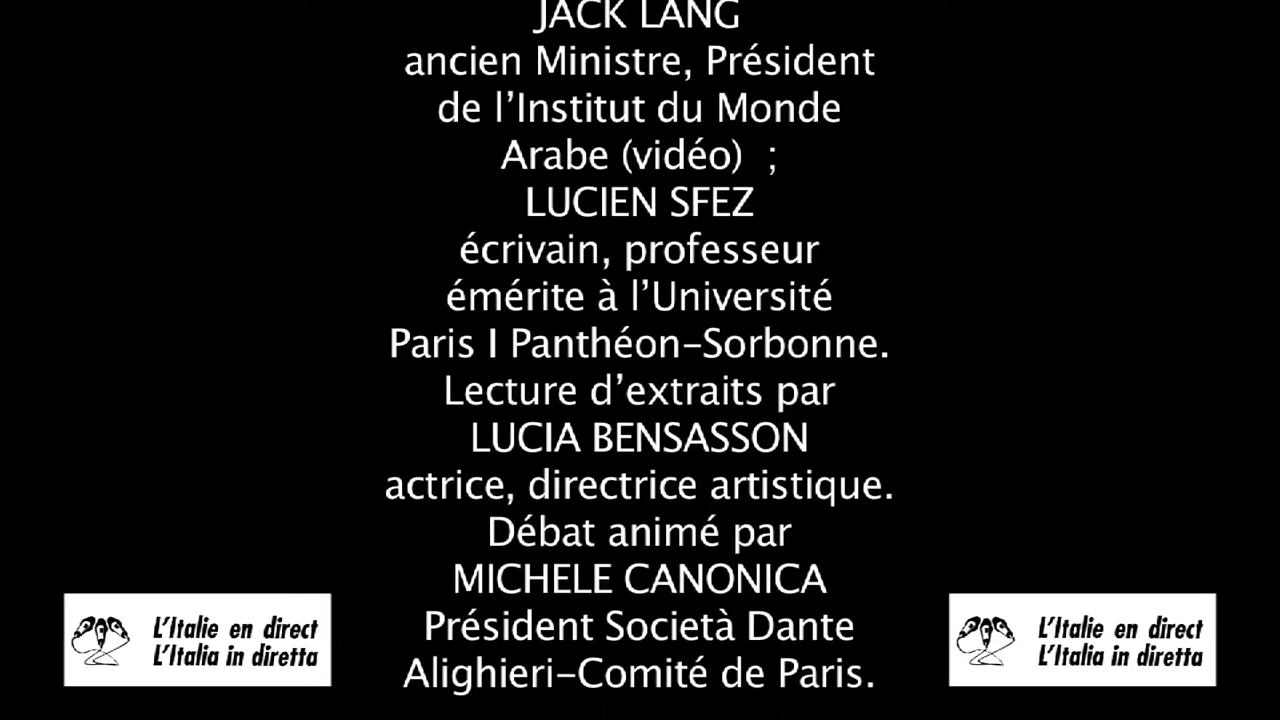 JACK LANG
ancien Ministre, Président
de l’Institut du Monde
Arabe (vidéo)  ;
LUCIEN SFEZ
écrivain, professeur
émérite à l’Université
Paris I Panthéon-Sorbonne.
Lecture d’extraits par
LUCIA BENSASSON
actrice, directrice artistique.
Débat animé par
MICHELE CANONICA
Président Società Dante
Alighieri-Comité de Paris.
L’Italie en direct
L’Italia in diretta
L’Italie en direct
L’Italia in diretta